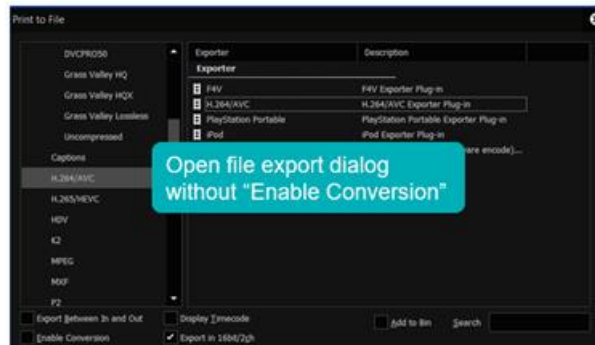 Print to File
DVCPRO50
Grass Valley HQ
Grass Valley HQX
Grass Valley Lossless
Uncompressed
Captions
H.264/AVC
H.265/HEVC
HDV
K2
MPEG
MXF
P2
Exporter Description
Exporter
F4V F4V Exporter Plug-in
H.264/AVC H.264/AVC Exporter Plug-in
PlayStation Portable PlayStation Portable Exporter Plug-in
iPod iPod Exporter Plug-in
are encode)...
Open file export dialog
without “Enable Conversion”
Export Between In and Out Display Timecode Add to Bin Search
Enable Conversion Export in 16bit/2ch